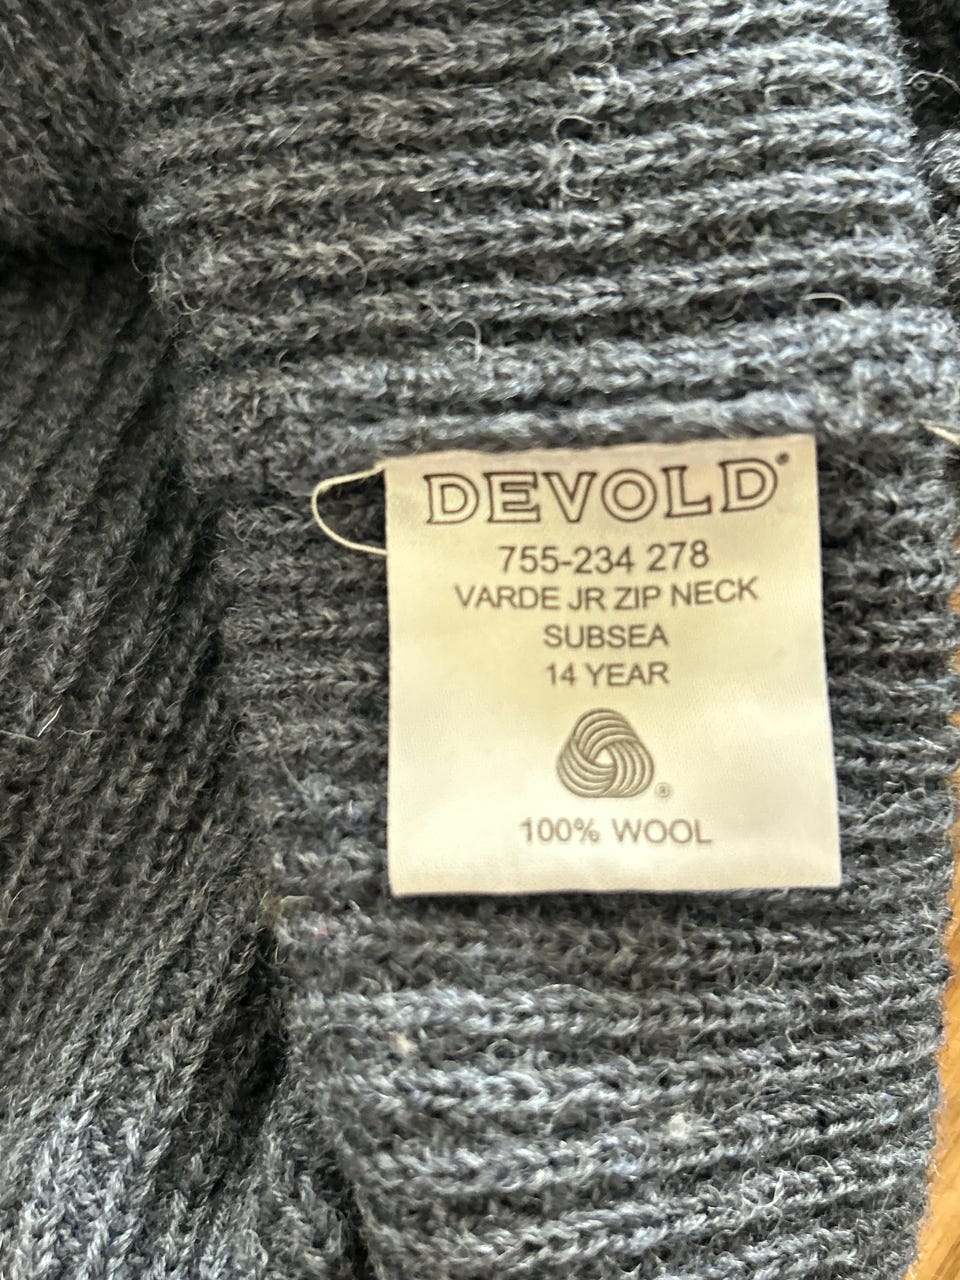 DEVOLD®
755-234 278
VARDE JR ZIP NECK
SUBSEA
14 YEAR
®
100% WOOL